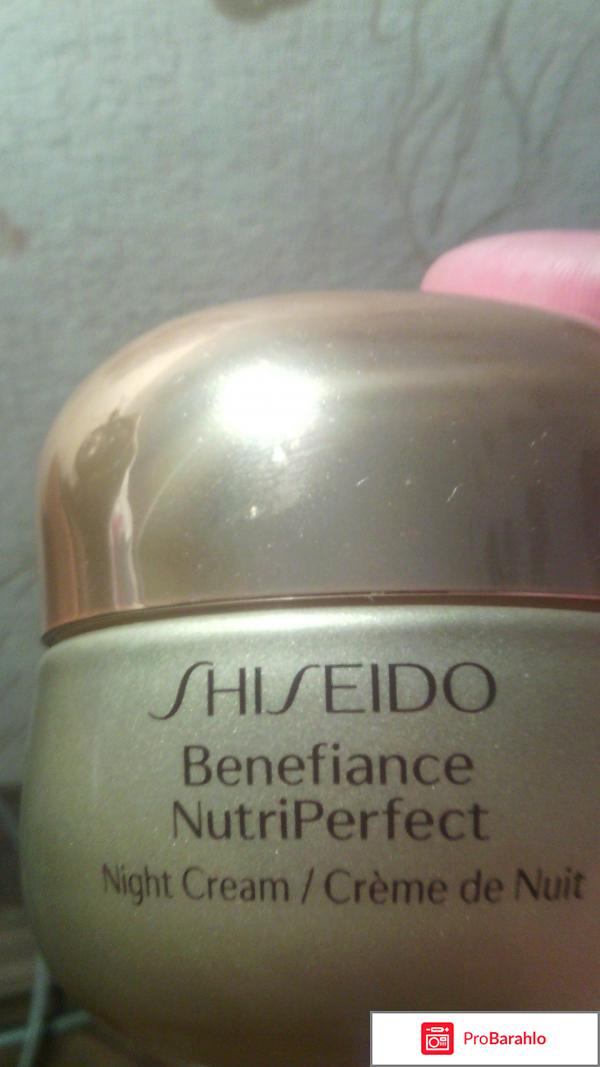 SHISEIDO
Benefiance
NutriPerfect
Night Cream / Crème de Nuit
ProBarahlo